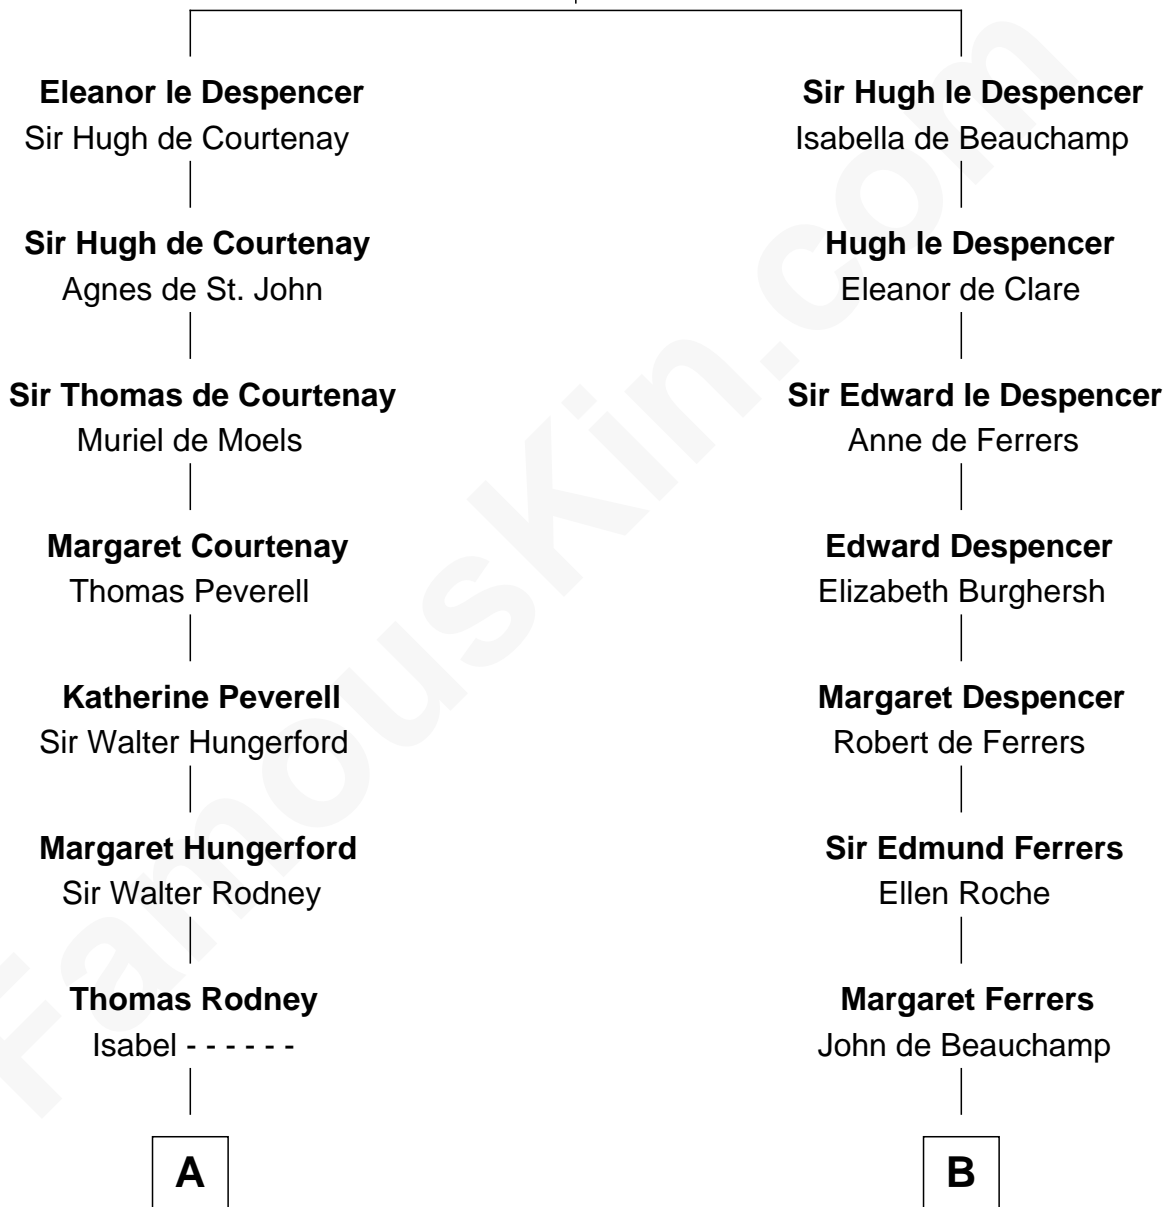 Eleanor le Despencer
Sir Hugh de Courtenay
Sir Hugh de Courtenay
Agnes de St. John
Sir Thomas de Courtenay
Muriel de Moels
Margaret Courtenay
Thomas Peverell
Katherine Peverell
Sir Walter Hungerford
Margaret Hungerford
Sir Walter Rodney
Thomas Rodney
Isabel - - - - - -
A
Sir Hugh le Despencer
Isabella de Beauchamp
Hugh le Despencer
Eleanor de Clare
Sir Edward le Despencer
Anne de Ferrers
Edward Despencer
Elizabeth Burghersh
Margaret Despencer
Robert de Ferrers
Sir Edmund Ferrers
Ellen Roche
Margaret Ferrers
John de Beauchamp
B
FamousKin.com